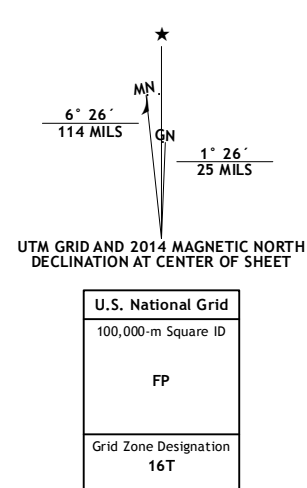 ★
MN
6° 26´
114 MILS
GN
1° 26´
25 MILS
UTM GRID AND 2014 MAGNETIC NORTH
DECLINATION AT CENTER OF SHEET
U.S. National Grid
100,000-m Square ID
FP
Grid Zone Designation
16T